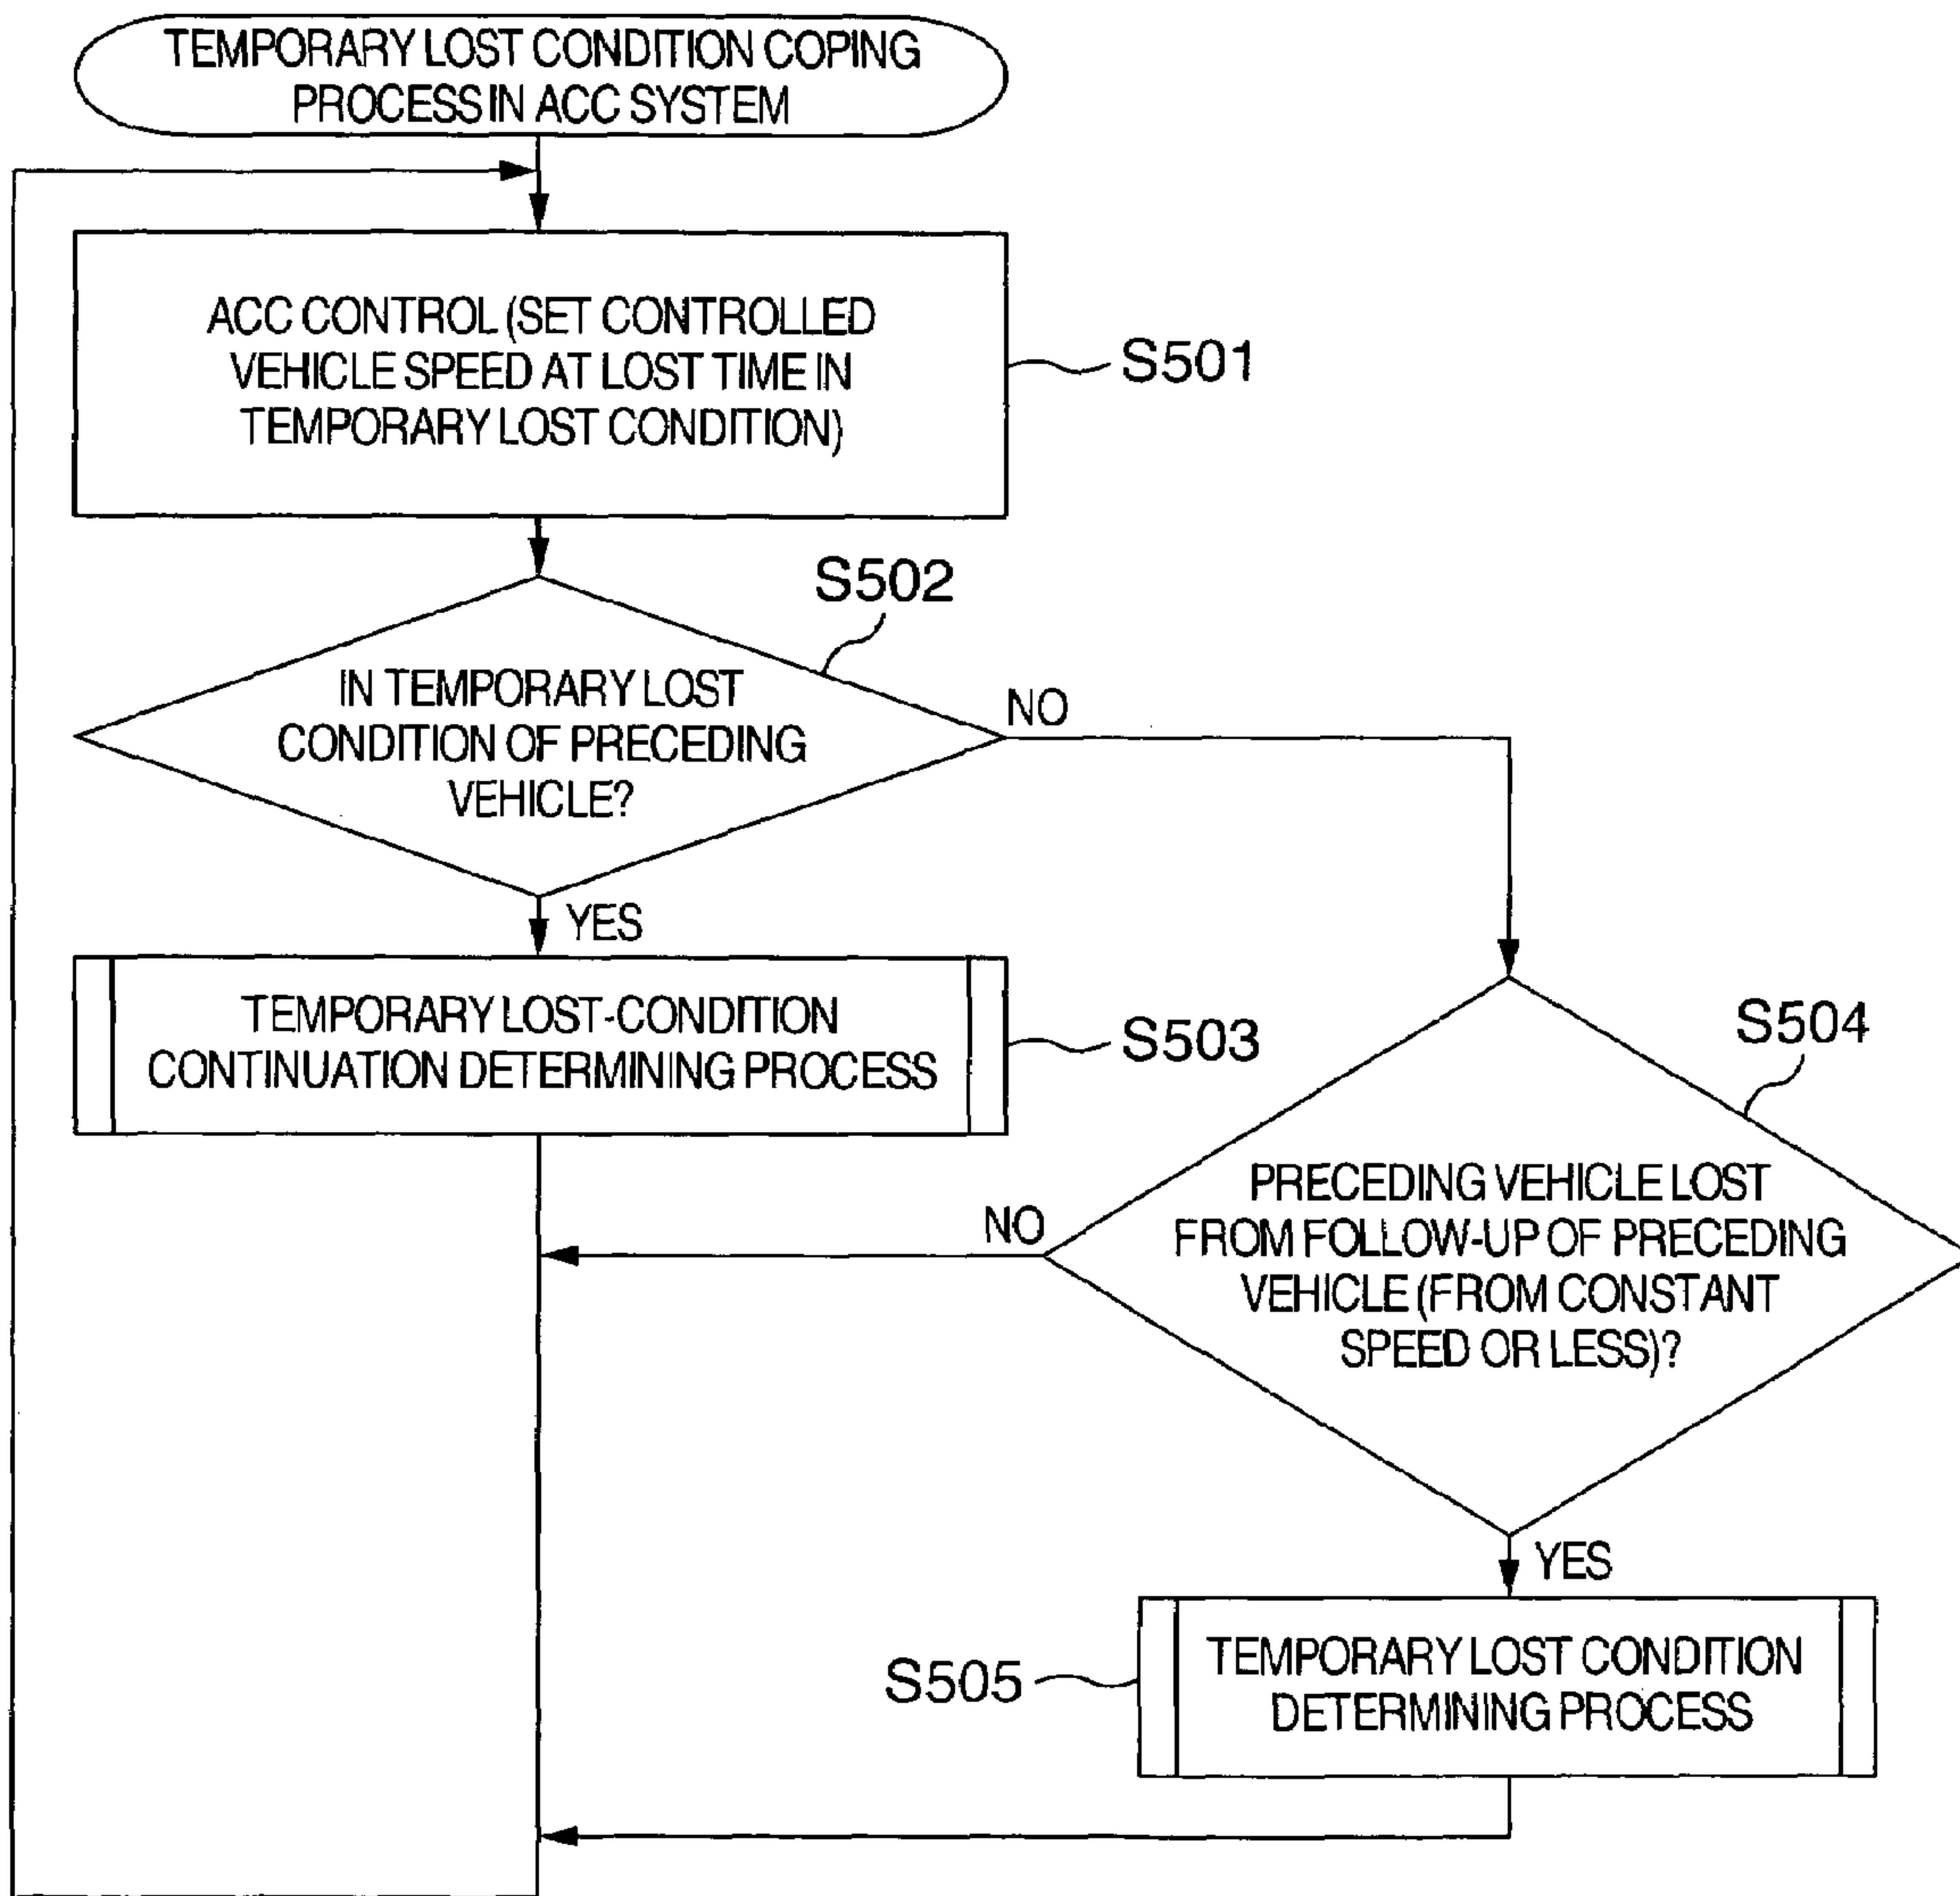 TEMPORARY LOST CONDITION COPING
PROCESS IN ACC SYSTEM
ACC CONTROL (SET CONTROLLED
VEHICLE SPEED AT LOST TIME IN
TEMPORARY LOST CONDITION)
S501
S502
IN TEMPORARY LOST
CONDITION OF PRECEDING
VEHICLE?
NO
YES
TEMPORARY LOST-CONDITION
CONTINUATION DETERMINING PROCESS
S503
S504
PRECEDING VEHICLE LOST
FROM FOLLOW-UP OF PRECEDING
VEHICLE (FROM CONSTANT
SPEED OR LESS)?
NO
YES
S505
TEMPORARY LOST CONDITION
DETERMINING PROCESS